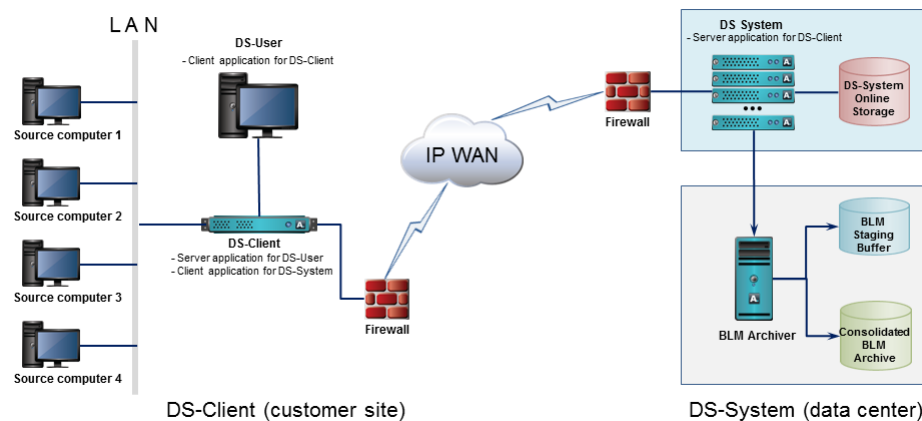 LAN
DS-User
- Client application for DS-Client
Source computer 1
Source computer 2
Source computer 3
Source computer 4
DS-Client
- Server application for DS-User
- Client application for DS-System
Firewall
IP WAN
Firewall
DS System
- Server application for DS-Client
A
A
A
A
A
DS-System
Online
Storage
A
BLM Archiver
BLM
Staging
Buffer
Consolidated
BLM
Archive
DS-Client (customer site)
DS-System (data center)